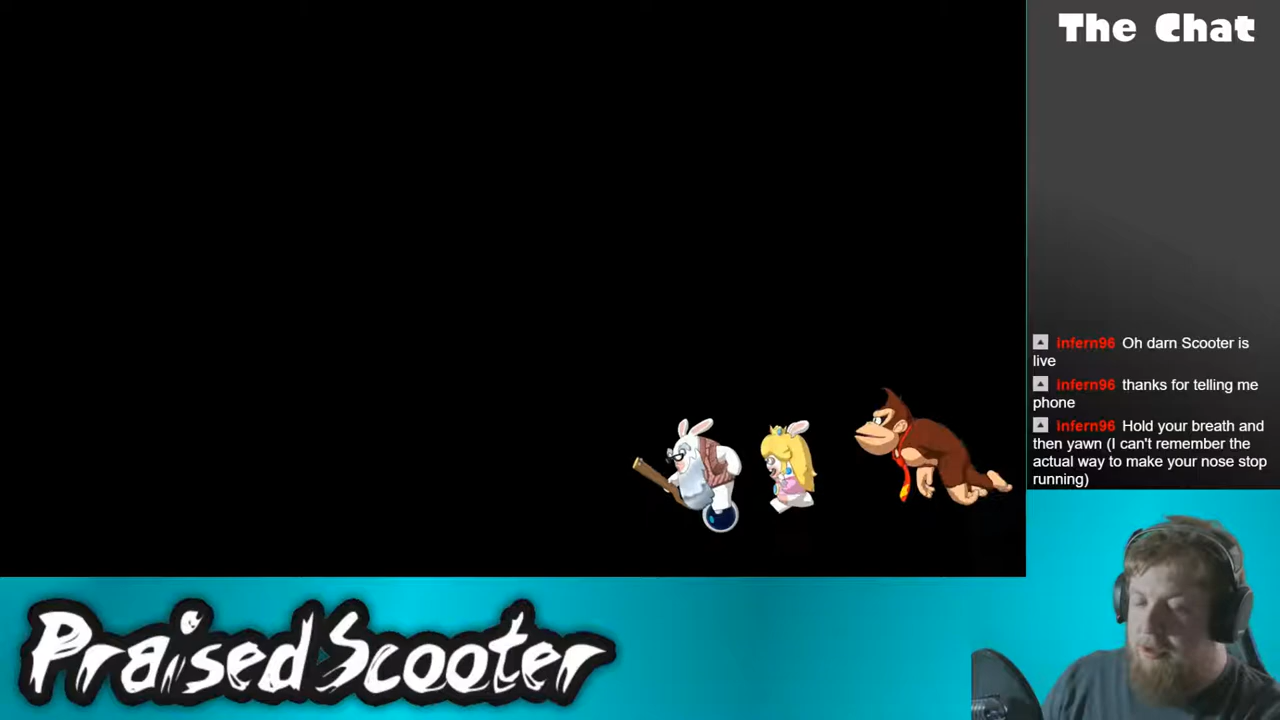 The Chat
infern96 Oh darn Scooter is
live
infern96 thanks for telling me
phone
infern96 Hold your breath and
then yawn (I can't remember the
actual way to make your nose stop
running)
PraisedScooter